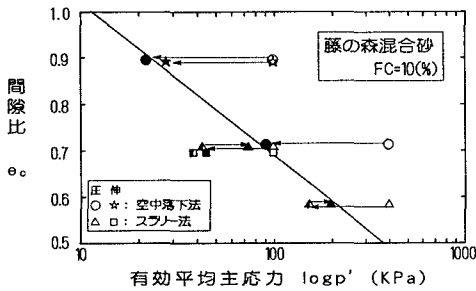 藤の森混合砂
FC=10(%)
間隙比 ec
1.0
0.9
0.8
0.7
0.6
0.5
圧 伸
○ ☆ : 空中落下法
△ □ : スラリー法
10
100
1000
有効平均主応力 logp' (KPa)